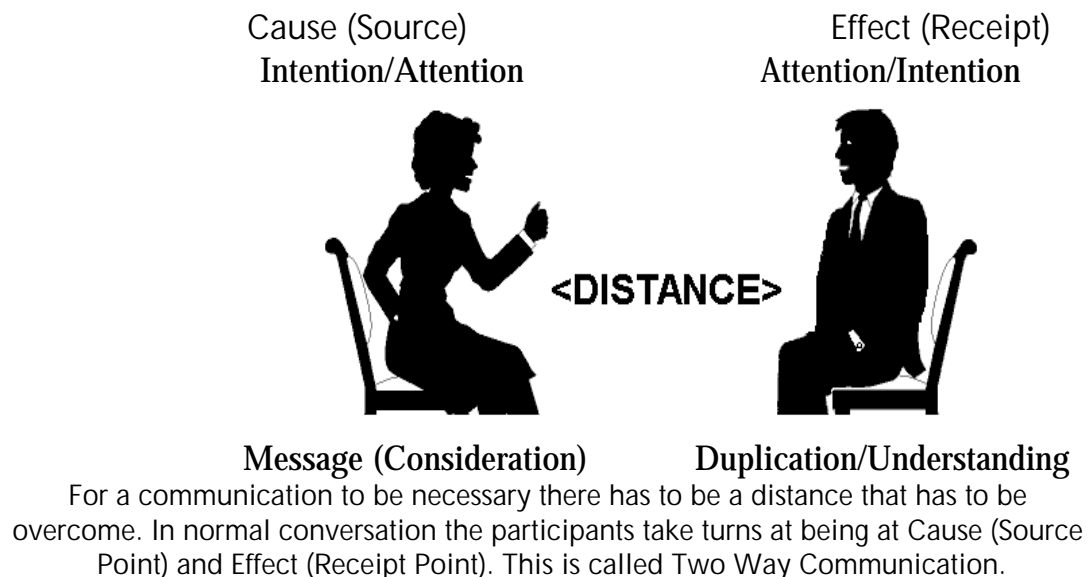 Cause (Source) Effect (Receipt)
Intention/Attention Attention/Intention
<DISTANCE>
Message (Consideration) Duplication/Understanding
For a communication to be necessary there has to be a distance that has to be
overcome. In normal conversation the participants take turns at being at Cause (Source
Point) and Effect (Receipt Point). This is called Two Way Communication.